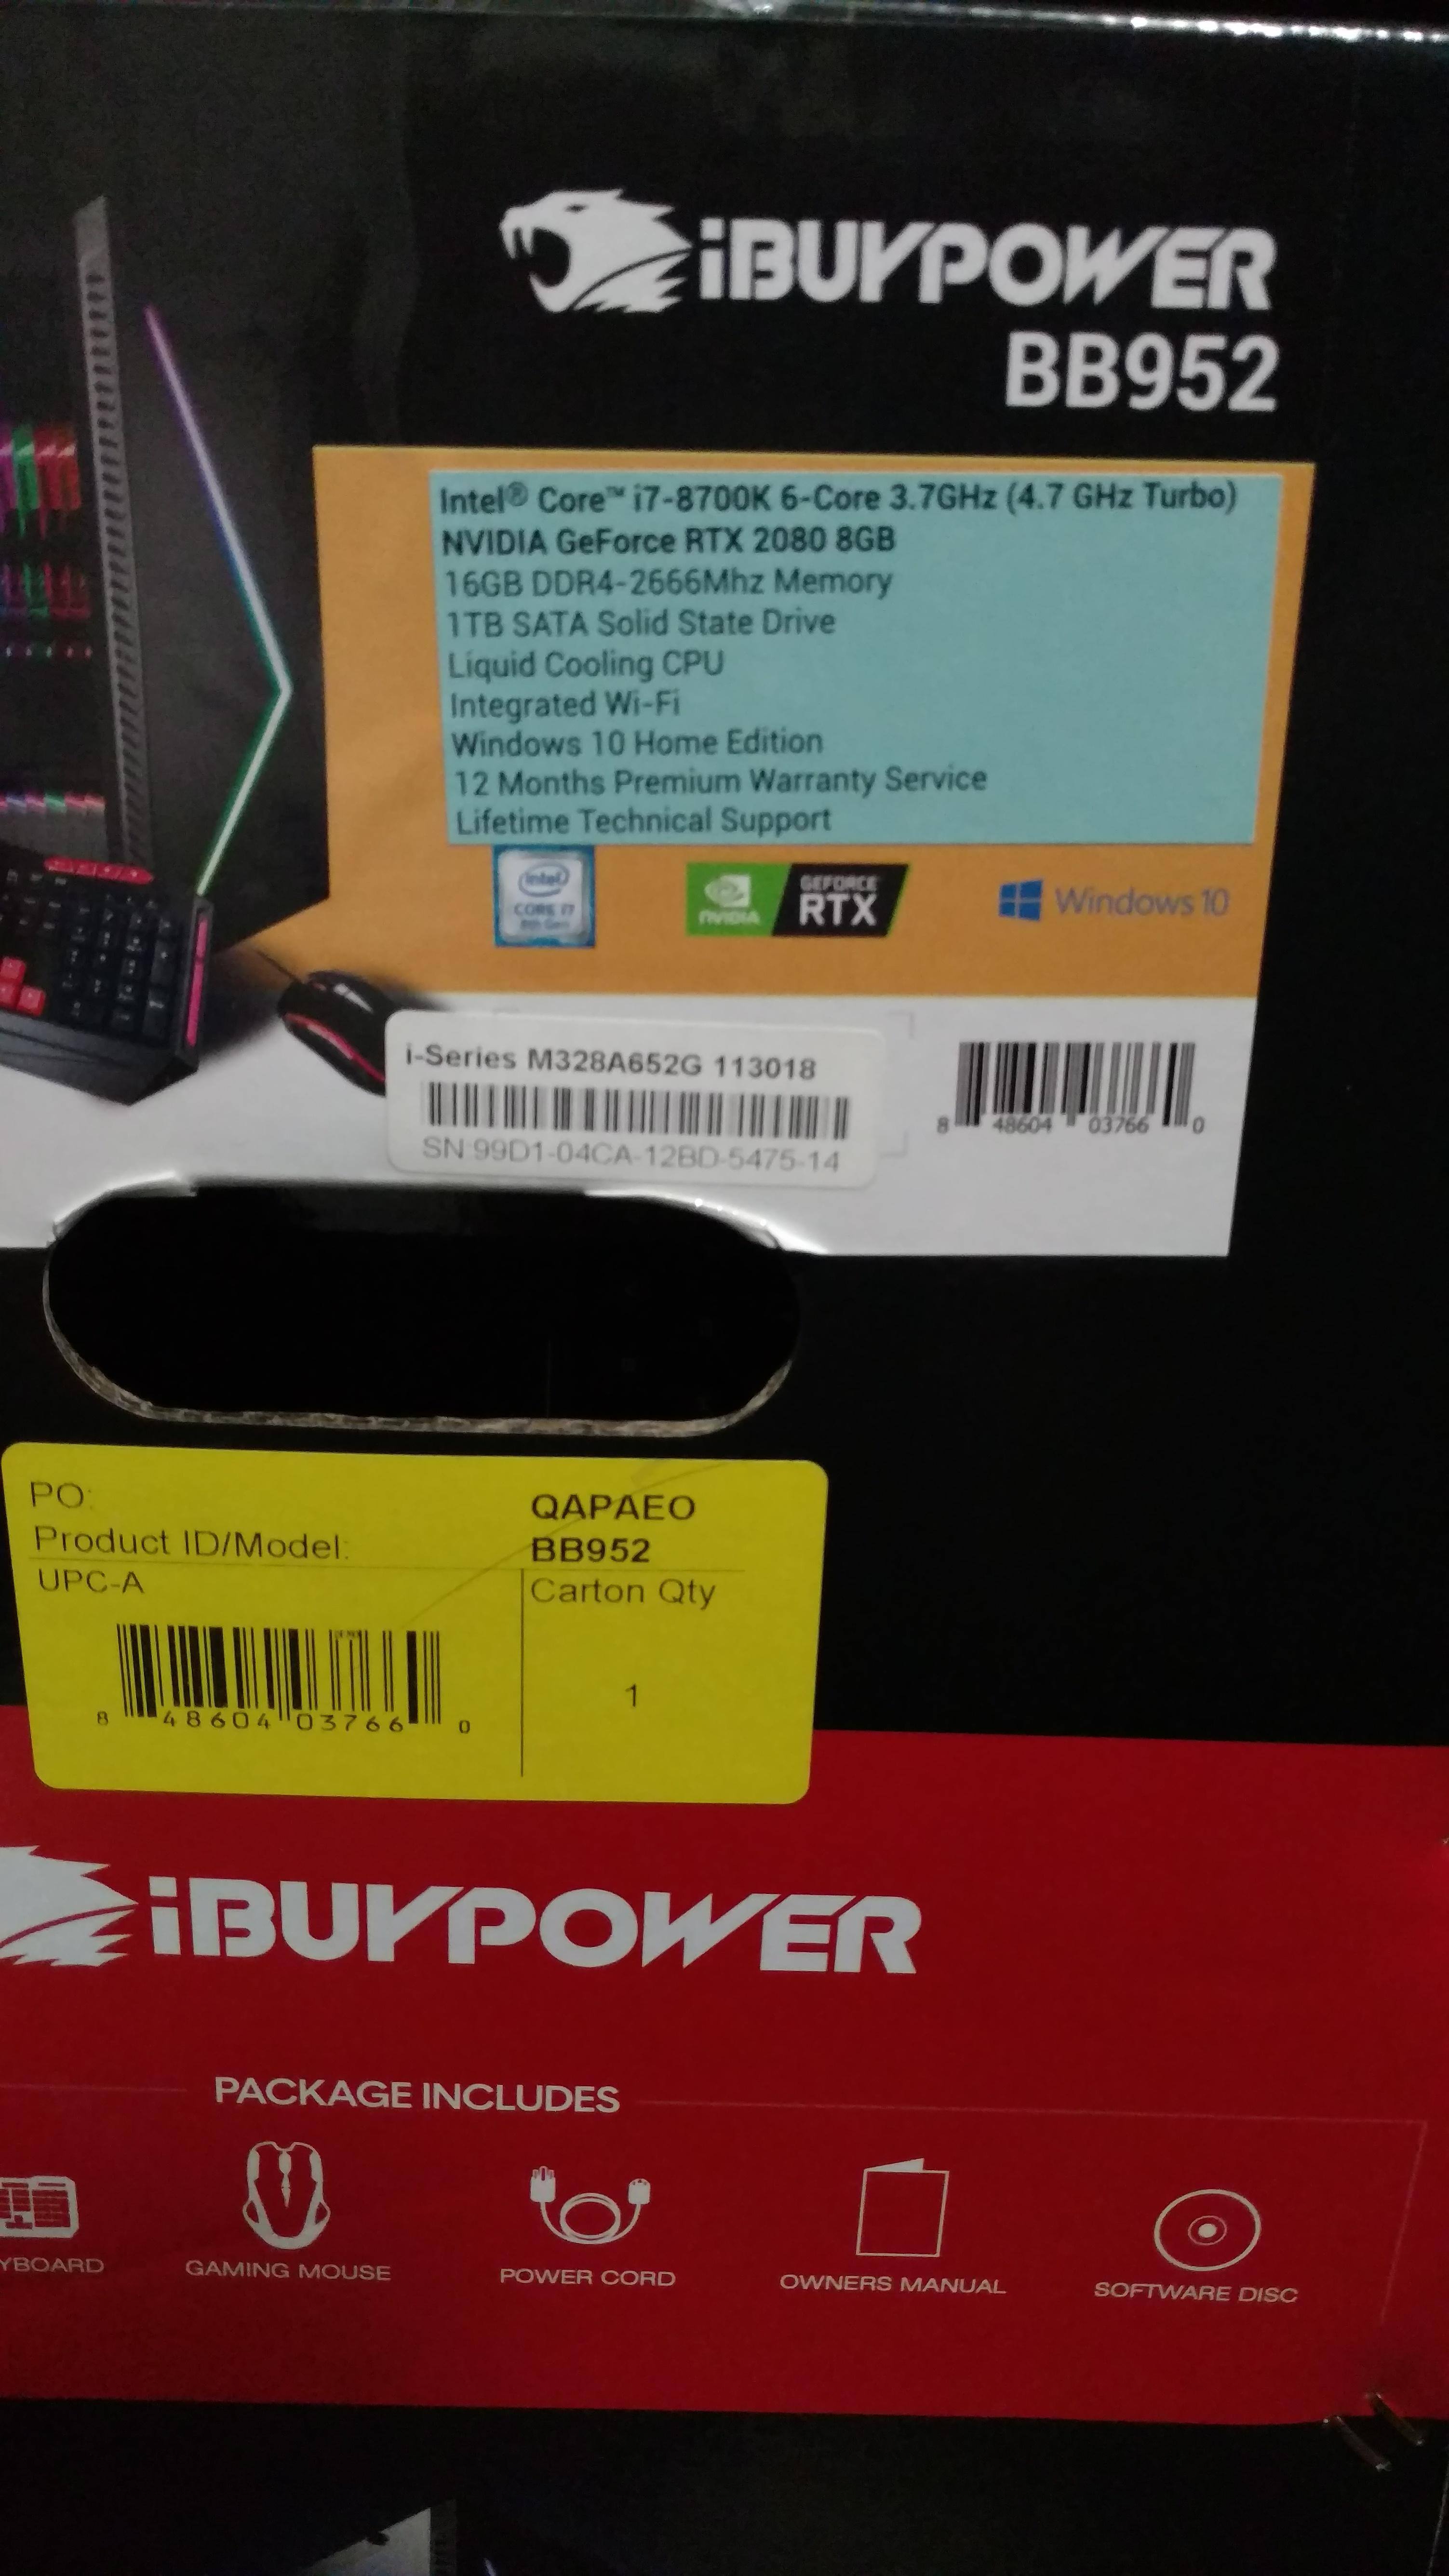 iBUYPOWER
BB952
Intel® Core™ i7-8700K 6-Core 3.7GHz (4.7 GHz Turbo)
NVIDIA GeForce RTX 2080 8GB
16GB DDR4-2666Mhz Memory
1TB SATA Solid State Drive
Liquid Cooling CPU
Integrated Wi-Fi
Windows 10 Home Edition
12 Months Premium Warranty Service
Lifetime Technical Support
intel CORE i7 8th Gen
NVIDIA GEFORCE RTX
Windows 10
i-Series M328A652G 113018
SN:99D1-04CA-12BD-5475-14
8 48604 03766 0
PO: QAPAEO
Product ID/Model: BB952
UPC-A Carton Qty
1
8 48604 03766 0
iBUYPOWER
PACKAGE INCLUDES
YBOARD GAMING MOUSE POWER CORD OWNERS MANUAL SOFTWARE DISC